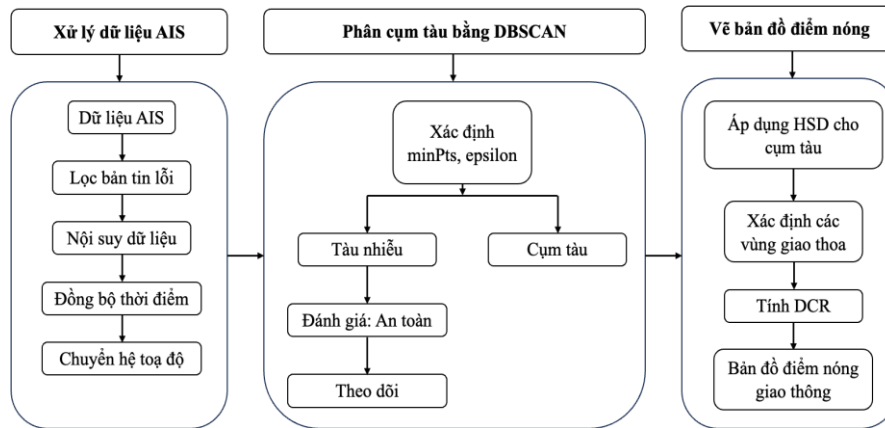 Xử lý dữ liệu AIS
Dữ liệu AIS
Lọc bản tin lỗi
Nội suy dữ liệu
Đồng bộ thời điểm
Chuyển hệ toạ độ
Phân cụm tàu bằng DBSCAN
Xác định
minPts, epsilon
Tàu nhiễu
Cụm tàu
Đánh giá: An toàn
Theo dõi
Vẽ bản đồ điểm nóng
Áp dụng HSD cho
cụm tàu
Xác định các
vùng giao thoa
Tính DCR
Bản đồ điểm nóng
giao thông